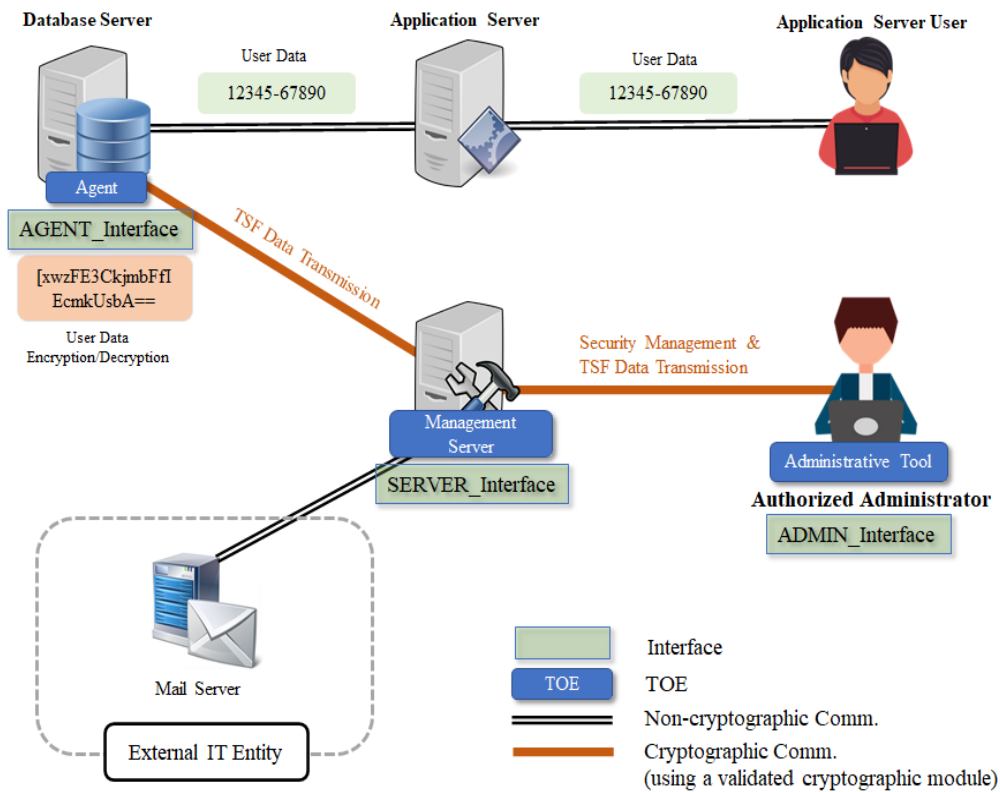 Database Server
Application Server
Application Server User
User Data
12345-67890
User Data
12345-67890
Agent
AGENT_Interface
[xwzFE3CkjmbFfI
EcmkUsbA==
User Data
Encryption/Decryption
TSF Data Transmission
Security Management &
TSF Data Transmission
Management
Server
SERVER_Interface
Administrative Tool
Authorized Administrator
ADMIN_Interface
Mail Server
External IT Entity
Interface
TOE
TOE
Non-cryptographic Comm.
Cryptographic Comm.
(using a validated cryptographic module)